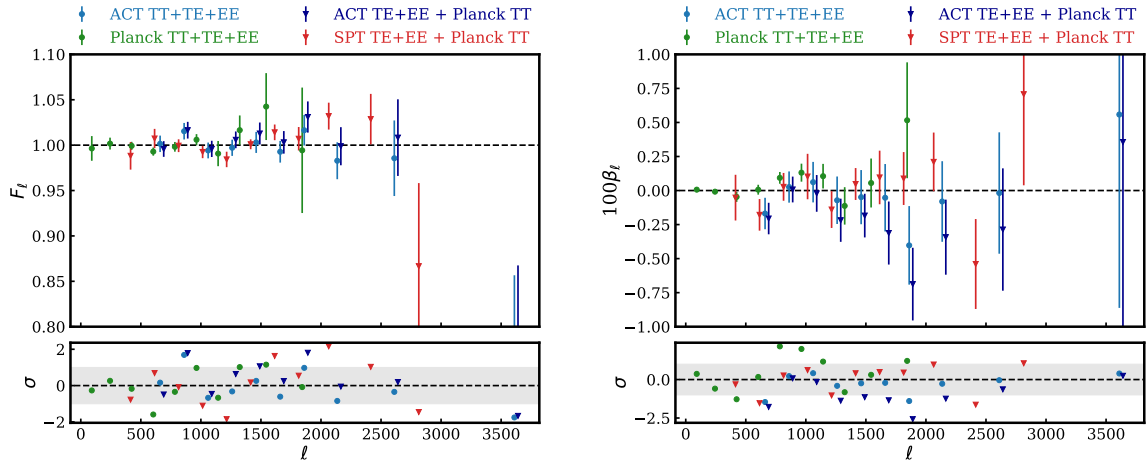 ACT TT+TE+EE
ACT TE+EE + Planck TT
Planck TT+TE+EE
SPT TE+EE + Planck TT
1.10
1.05
1.00
0.95
0.90
0.85
0.80
Fℓ
2
0
−2
σ
0 500 1000 1500 2000 2500 3000 3500
ℓ
ACT TT+TE+EE
ACT TE+EE + Planck TT
Planck TT+TE+EE
SPT TE+EE + Planck TT
1.00
0.75
0.50
0.25
0.00
−0.25
−0.50
−0.75
−1.00
100βℓ
0.0
−2.5
σ
0 500 1000 1500 2000 2500 3000 3500
ℓ